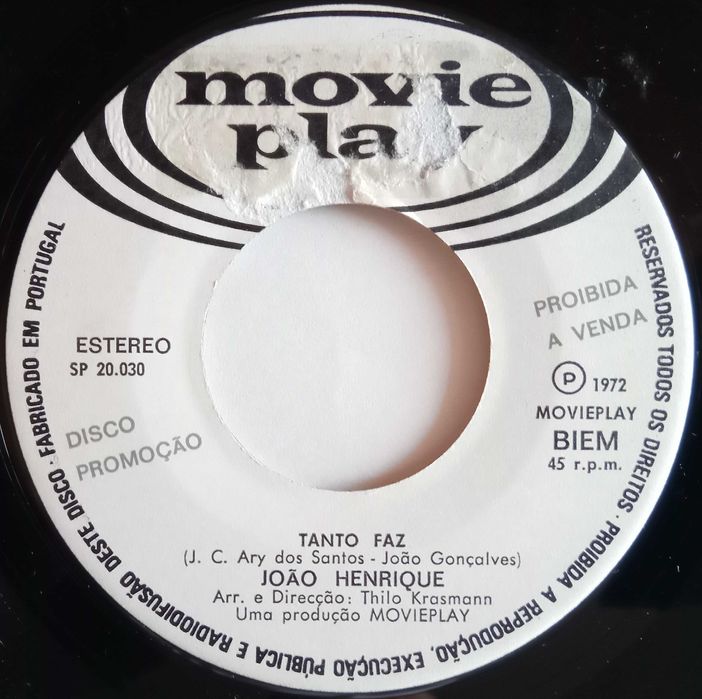 movie
play
ESTEREO
SP 20.030
DISCO
PROMOÇÃO
PROIBIDA
A VENDA
℗ 1972
MOVIEPLAY
BIEM
45 r.p.m.
TANTO FAZ
(J. C. Ary dos Santos - João Gonçalves)
JOÃO HENRIQUE
Arr. e Direcção: Thilo Krasmann
Uma produção MOVIEPLAY
RESERVADOS TODOS OS DIREITOS · PROIBIDA A REPRODUÇÃO, EXECUÇÃO PÚBLICA E RADIODIFUSÃO DESTE DISCO · FABRICADO EM PORTUGAL